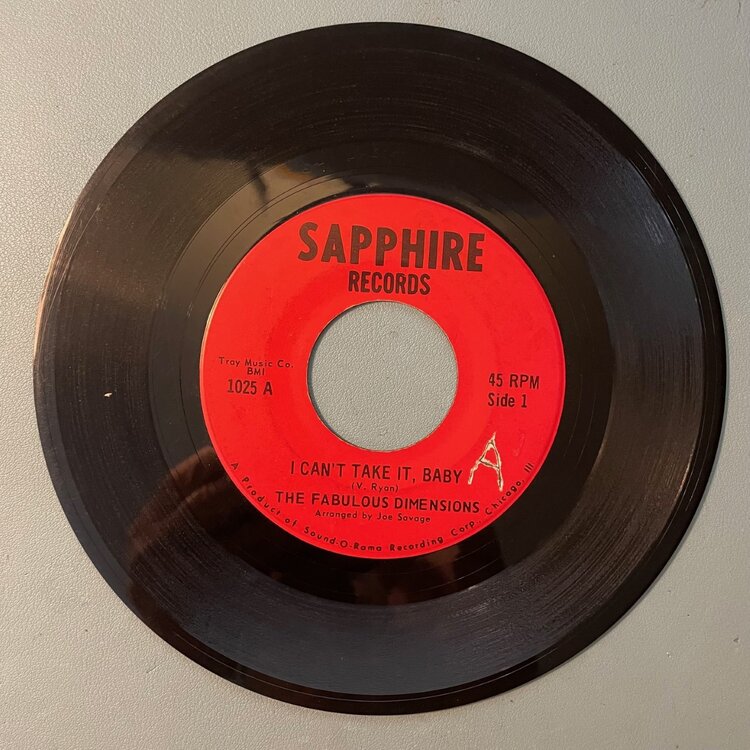 SAPPHIRE
RECORDS
Tray Music Co.
BMI
1025 A
45 RPM
Side 1
I CAN'T TAKE IT, BABY
A
(V. Ryan)
THE FABULOUS DIMENSIONS
Arranged by Joe Savage
A Product of Sound-O-Rama Recording Corp. Chicago, Ill